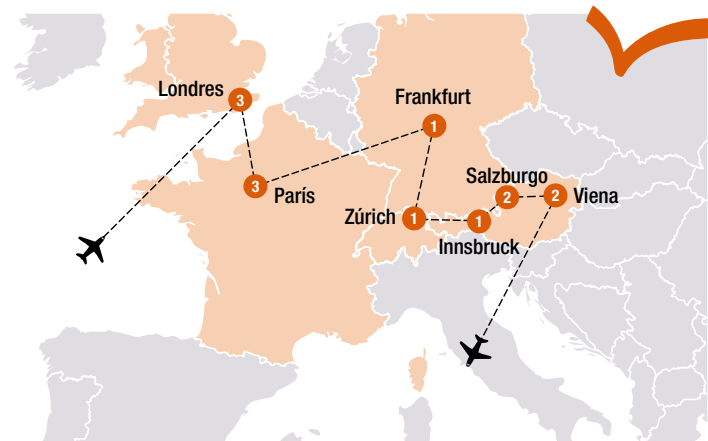 Londres
3
Frankfurt
1
3
París
Salzburgo
2
2
Viena
Zúrich
1
1
Innsbruck